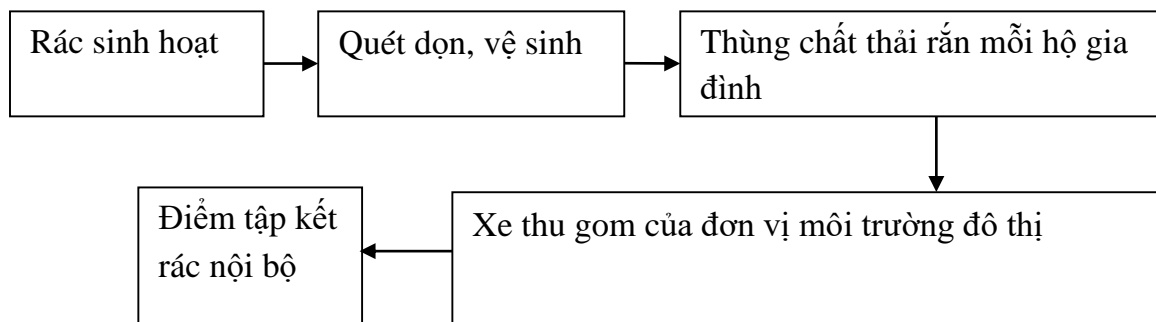 Rác sinh hoạt
Quét dọn, vệ sinh
Thùng chất thải rắn mỗi hộ gia
đình
Xe thu gom của đơn vị môi trường đô thị
Điểm tập kết
rác nội bộ